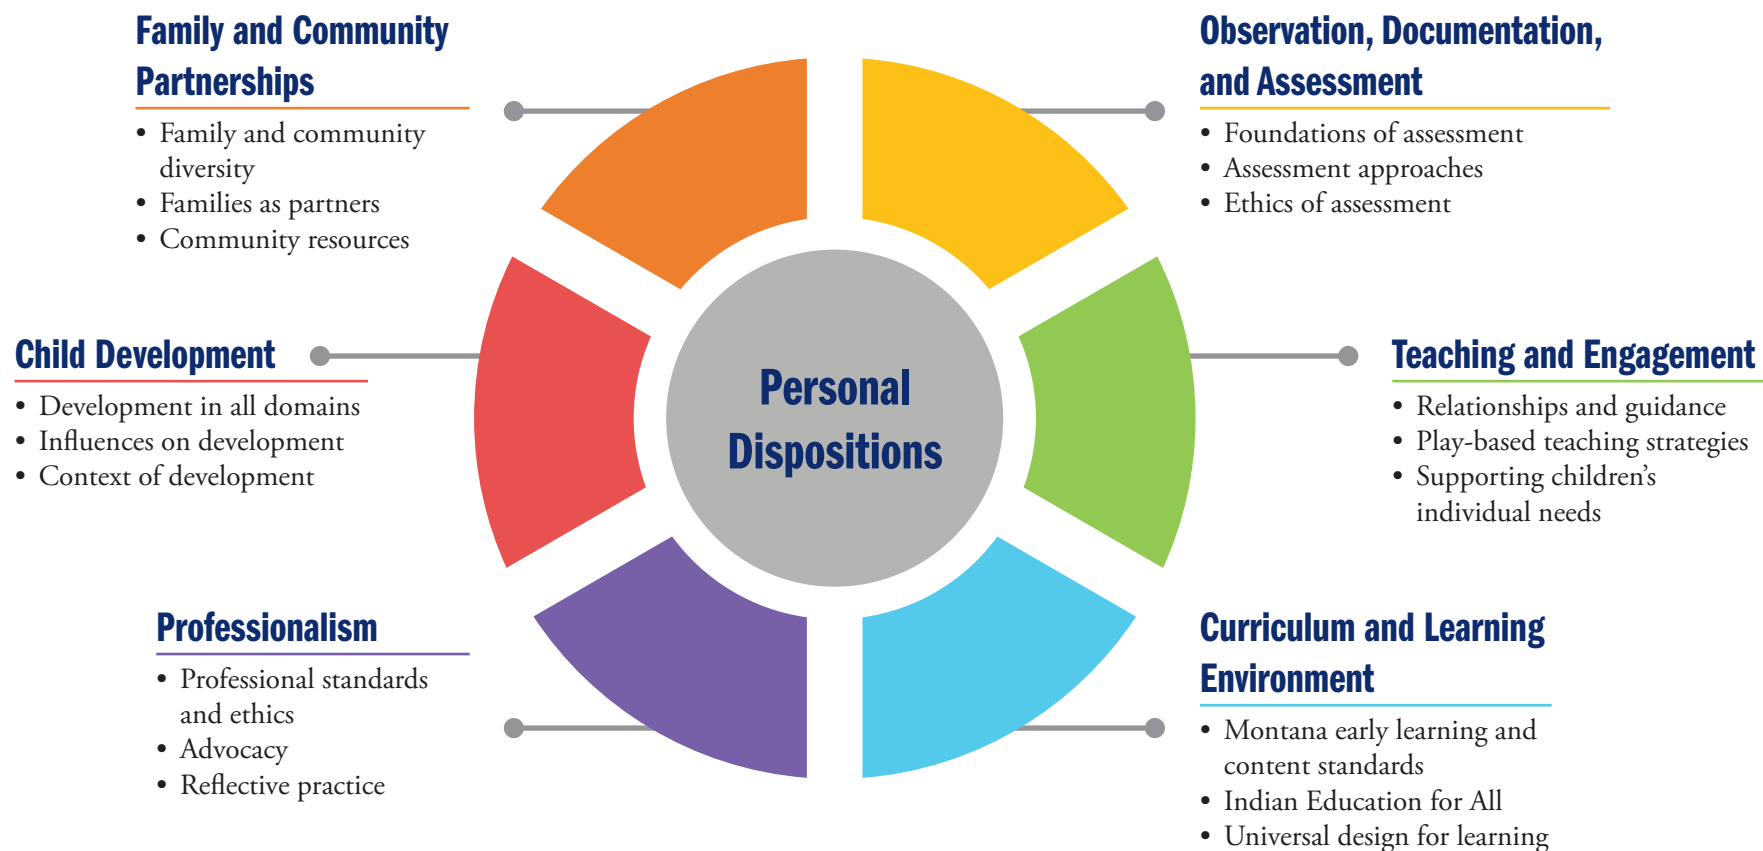 Family and Community
Partnerships
• Family and community
diversity
• Families as partners
• Community resources
Observation, Documentation,
and Assessment
• Foundations of assessment
• Assessment approaches
• Ethics of assessment
Child Development
• Development in all domains
• Influences on development
• Context of development
Personal
Dispositions
Teaching and Engagement
• Relationships and guidance
• Play-based teaching strategies
• Supporting children’s
individual needs
Professionalism
• Professional standards
and ethics
• Advocacy
• Reflective practice
Curriculum and Learning
Environment
• Montana early learning and
content standards
• Indian Education for All
• Universal design for learning